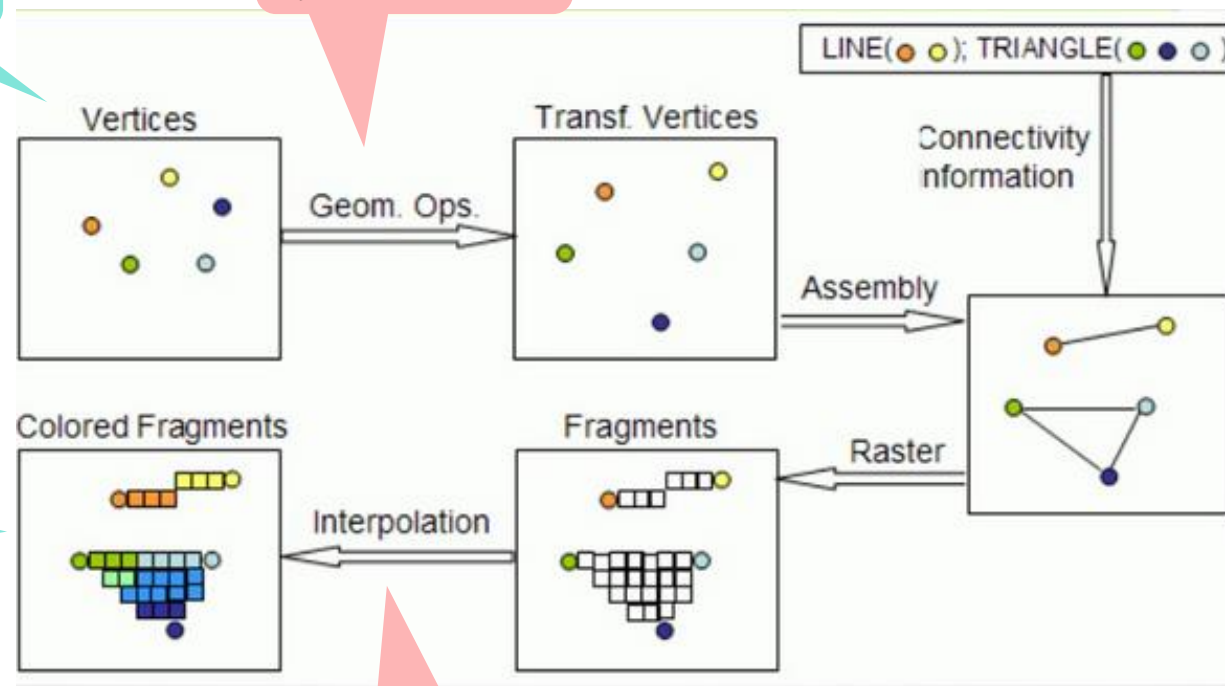 LINE( ); TRIANGLE( )
Vertices
Transf. Vertices
Connectivity
nformation
Geom. Ops.
Assembly
Colored Fragments
Fragments
Raster
Interpolation